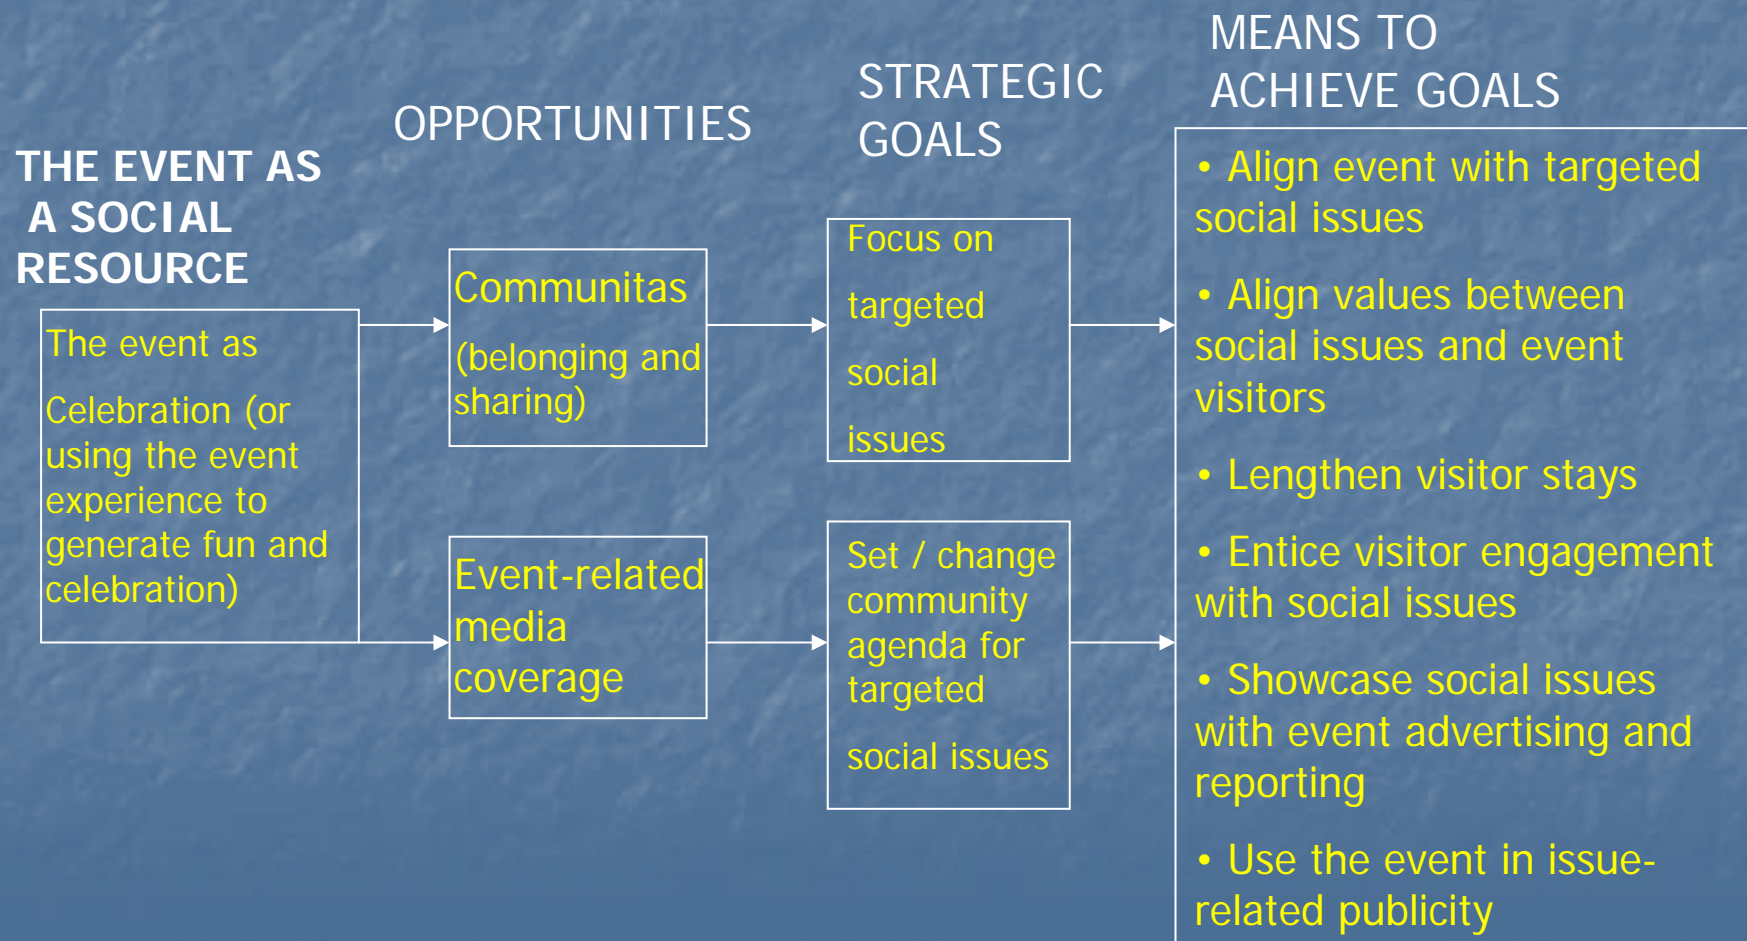 THE EVENT AS
A SOCIAL
RESOURCE
The event as
Celebration (or
using the event
experience to
generate fun and
celebration)
OPPORTUNITIES
Communitas
(belonging and
sharing)
Event-related
media
coverage
STRATEGIC
GOALS
Focus on
targeted
social
issues
Set / change
community
agenda for
targeted
social issues
MEANS TO
ACHIEVE GOALS
• Align event with targeted
social issues
• Align values between
social issues and event
visitors
• Lengthen visitor stays
• Entice visitor engagement
with social issues
• Showcase social issues
with event advertising and
reporting
• Use the event in issue-
related publicity